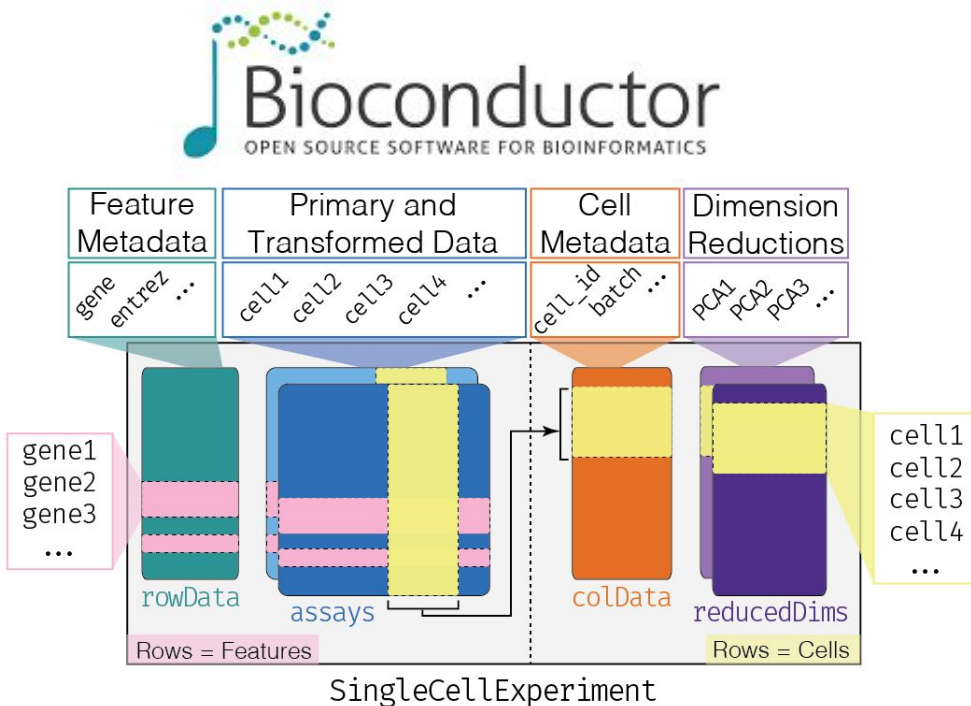 Bioconductor
OPEN SOURCE SOFTWARE FOR BIOINFORMATICS
Feature
Metadata
Primary and
Transformed Data
Cell
Metadata
Dimension
Reductions
gene
entrez
...
cell1
cell2
cell3
cell4
...
cell_id
batch
...
PCA1
PCA2
PCA3
...
gene1
gene2
gene3
...
cell1
cell2
cell3
cell4
...
rowData
assays
colData
reducedDims
Rows = Features
Rows = Cells
SingleCellExperiment